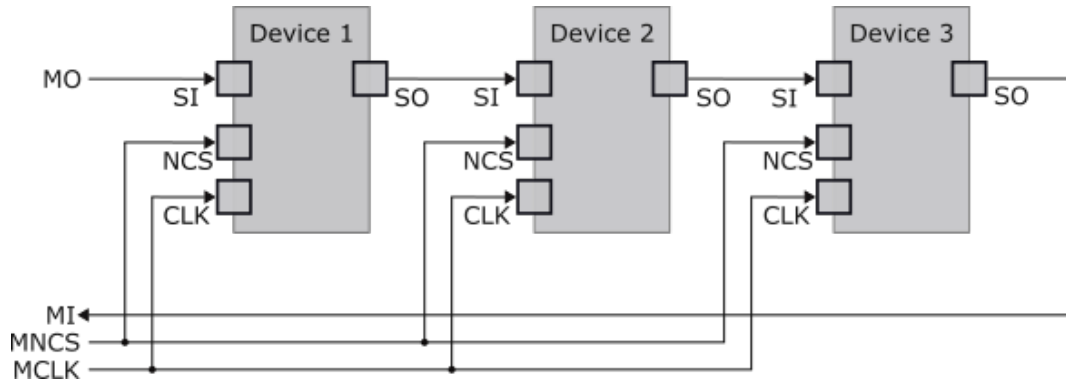 Device 1 Device 2 Device 3
MO SI SO SI SO SI SO
NCS NCS NCS
CLK CLK CLK
MI
MNCS
MCLK